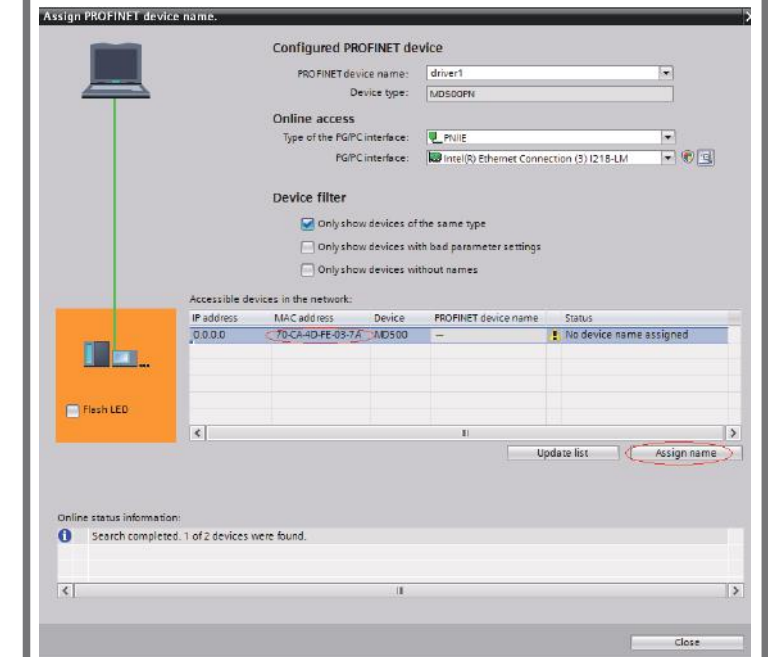 Assign PROFINET device name.
Configured PROFINET device
PROFINET device name: driver1
Device type: MD500PN
Online access
Type of the PG/PC interface: PN/IE
PG/PC interface: Intel(R) Ethernet Connection (3) I218-LM
Device filter
Only show devices of the same type
Only show devices with bad parameter settings
Only show devices without names
Accessible devices in the network:
IP address MAC address Device PROFINET device name Status
0.0.0.0 70-CA-4D-FE-03-7A MD500 — No device name assigned
Flash LED
Update list Assign name
Online status information:
Search completed. 1 of 2 devices were found.
Close